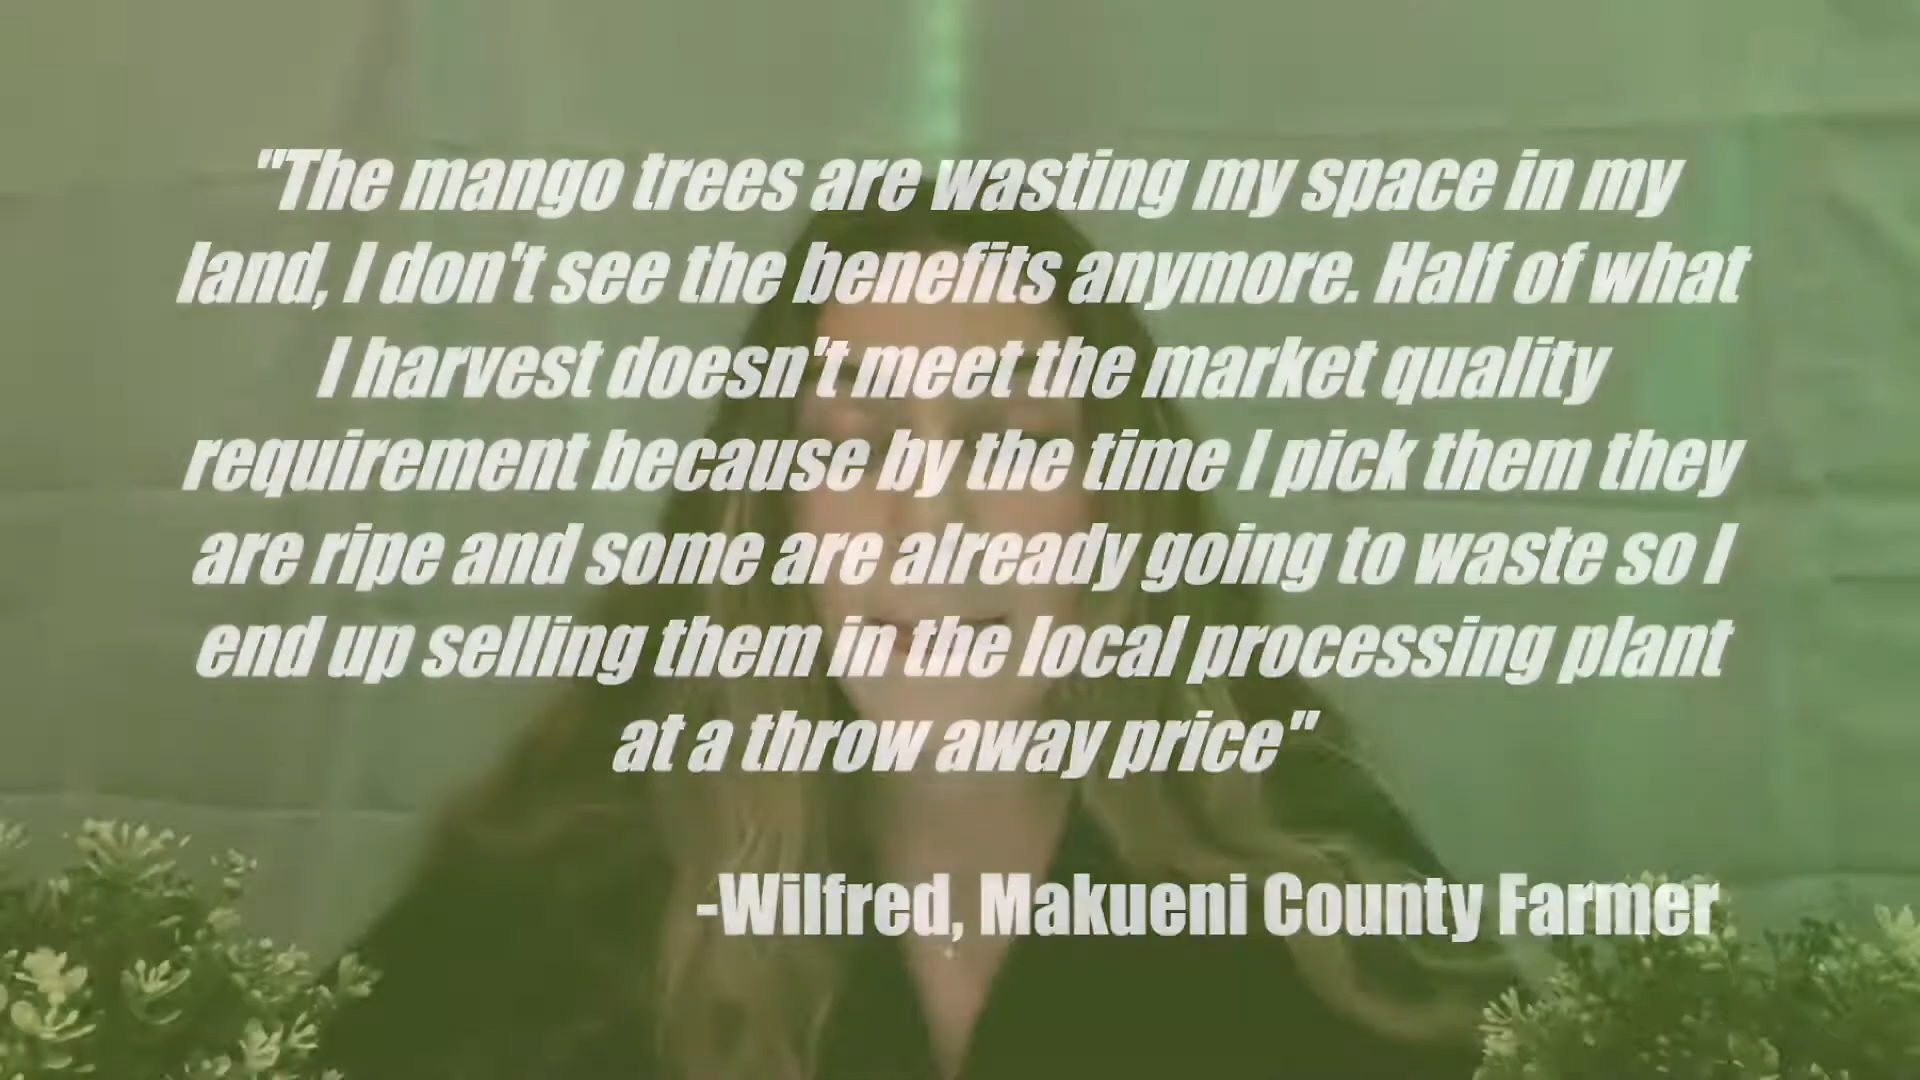 "The mango trees are wasting my space in my
land, I don't see the benefits anymore. Half of what
I harvest doesn't meet the market quality
requirement because by the time I pick them they
are ripe and some are already going to waste so I
end up selling them in the local processing plant
at a throw away price"
-Wilfred, Makueni County Farmer